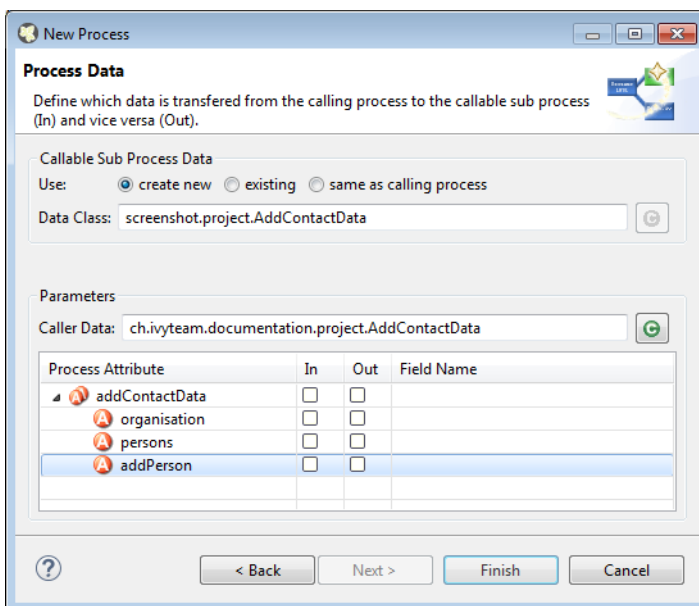 New Process
Process Data
Define which data is transfered from the calling process to the callable sub process
(In) and vice versa (Out).
Callable Sub Process Data
Use: create new existing same as calling process
Data Class: screenshot.project.AddContactData
Parameters
Caller Data: ch.ivyteam.documentation.project.AddContactData
Process Attribute In Out Field Name
addContactData
organisation
persons
addPerson
< Back Next > Finish Cancel